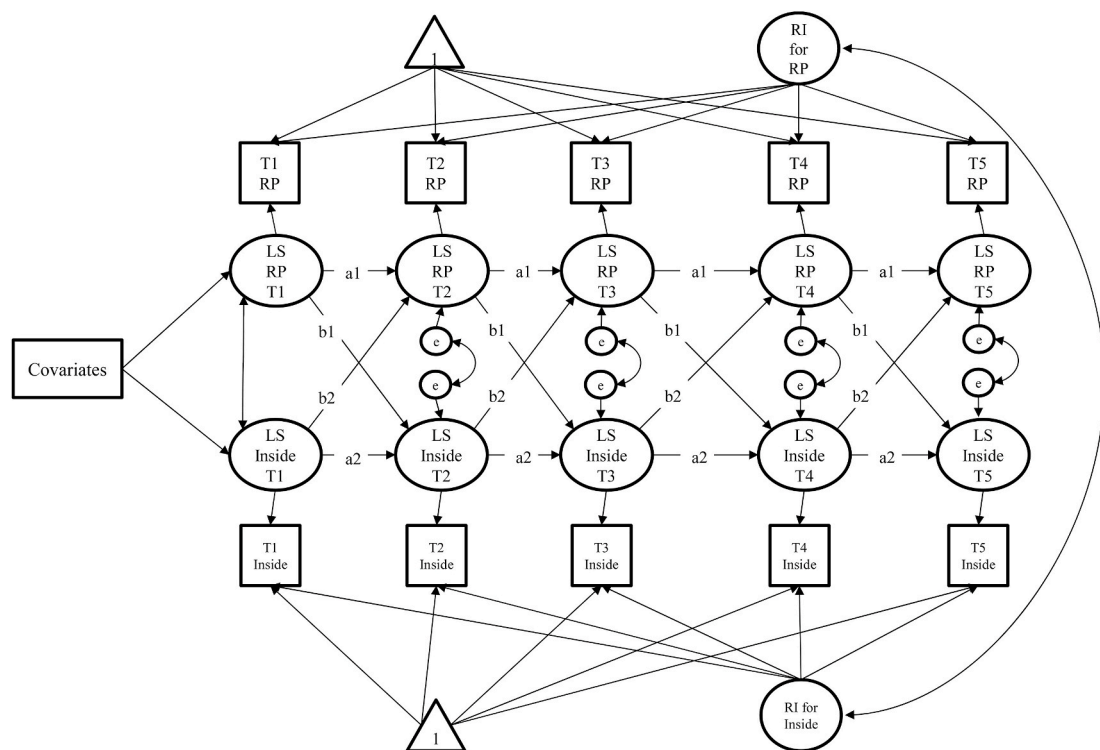 1
RI
for
RP
T1
RP
T2
RP
T3
RP
T4
RP
T5
RP
LS
RP
T1
a1
LS
RP
T2
a1
LS
RP
T3
a1
LS
RP
T4
a1
LS
RP
T5
b1
b1
b1
b1
e
e
e
e
Covariates
e
e
e
e
b2
b2
b2
b2
LS
Inside
T1
a2
LS
Inside
T2
a2
LS
Inside
T3
a2
LS
Inside
T4
a2
LS
Inside
T5
T1
Inside
T2
Inside
T3
Inside
T4
Inside
T5
Inside
1
RI for
Inside